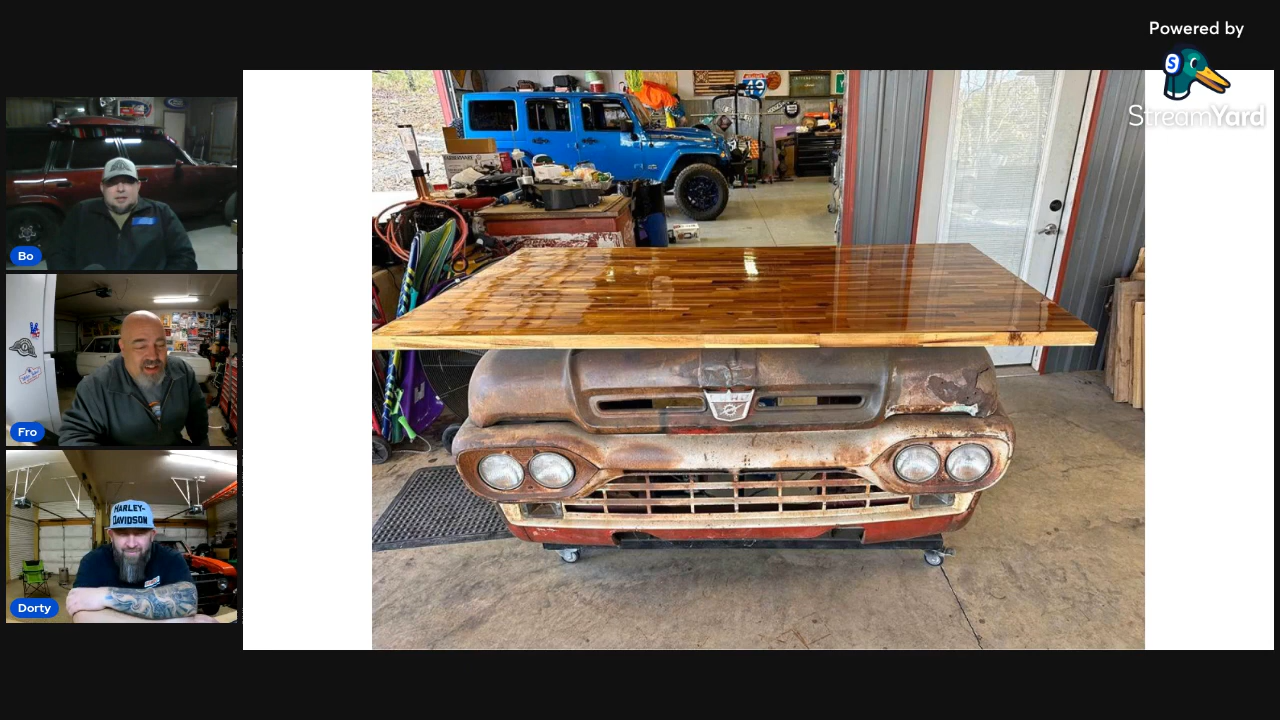 Powered by
S
StreamYard
Bo
Fro
HARLEY-
DAVIDSON
Dorty